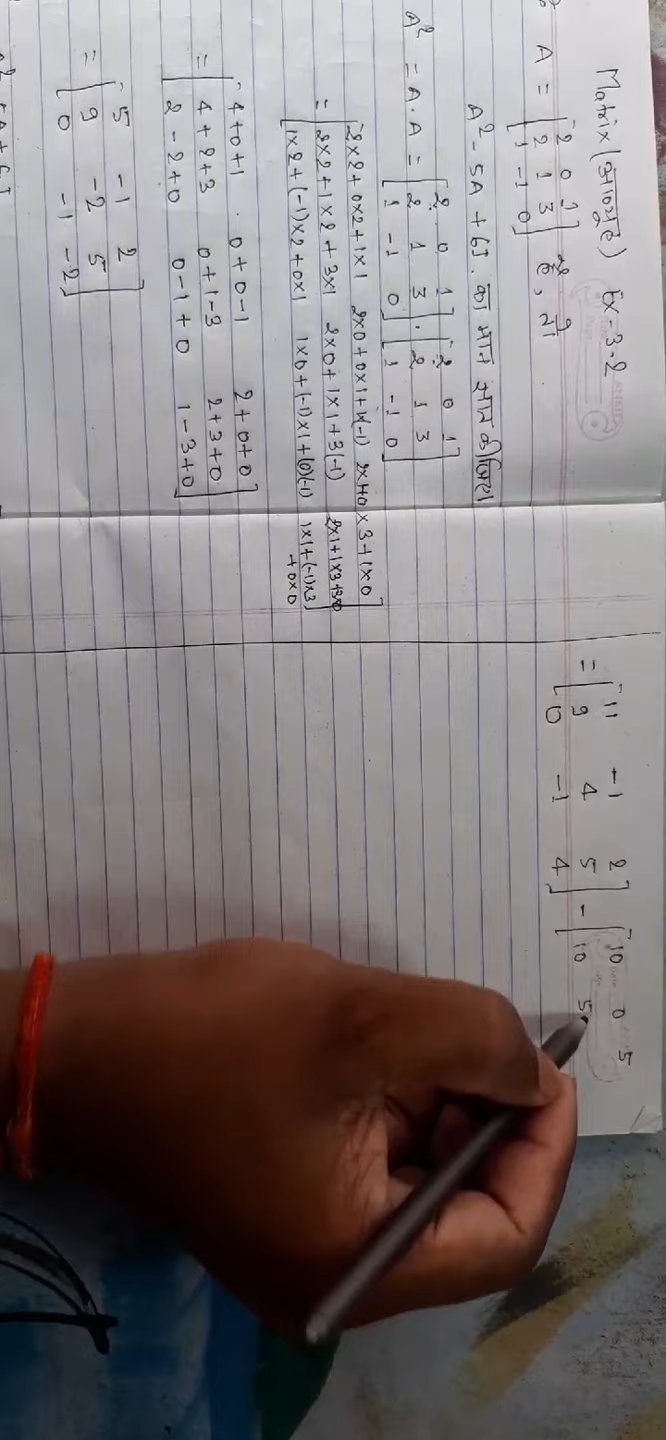 Matrix (आव्यूह) Ex-3.2
A = [2 0 1
2 1 3
1 -1 0] है, तो
A² - 5A + 6I. का मान ज्ञात कीजिए।
A² = A.A = [2 0 1
2 1 3
1 -1 0] . [2 0 1
2 1 3
1 -1 0]
= [2×2+0×2+1×1 2×0+0×1+1(-1) 2×1+0×3+1×0
2×2+1×2+3×1 2×0+1×1+3(-1) 2×1+1×3+3×0
1×2+(-1)×2+0×1 1×0+(-1)×1+(0)(-1) 1×1+(-1)×3
+0×0]
= [4+0+1 0+0-1 2+0+0
4+2+3 0+1-3 2+3+0
2-2+0 0-1+0 1-3+0]
= [5 -1 2
9 -2 5
0 -1 -2]
= [11 -1 2
9 4 5
0 -1 4] - [10 0 5
10 5